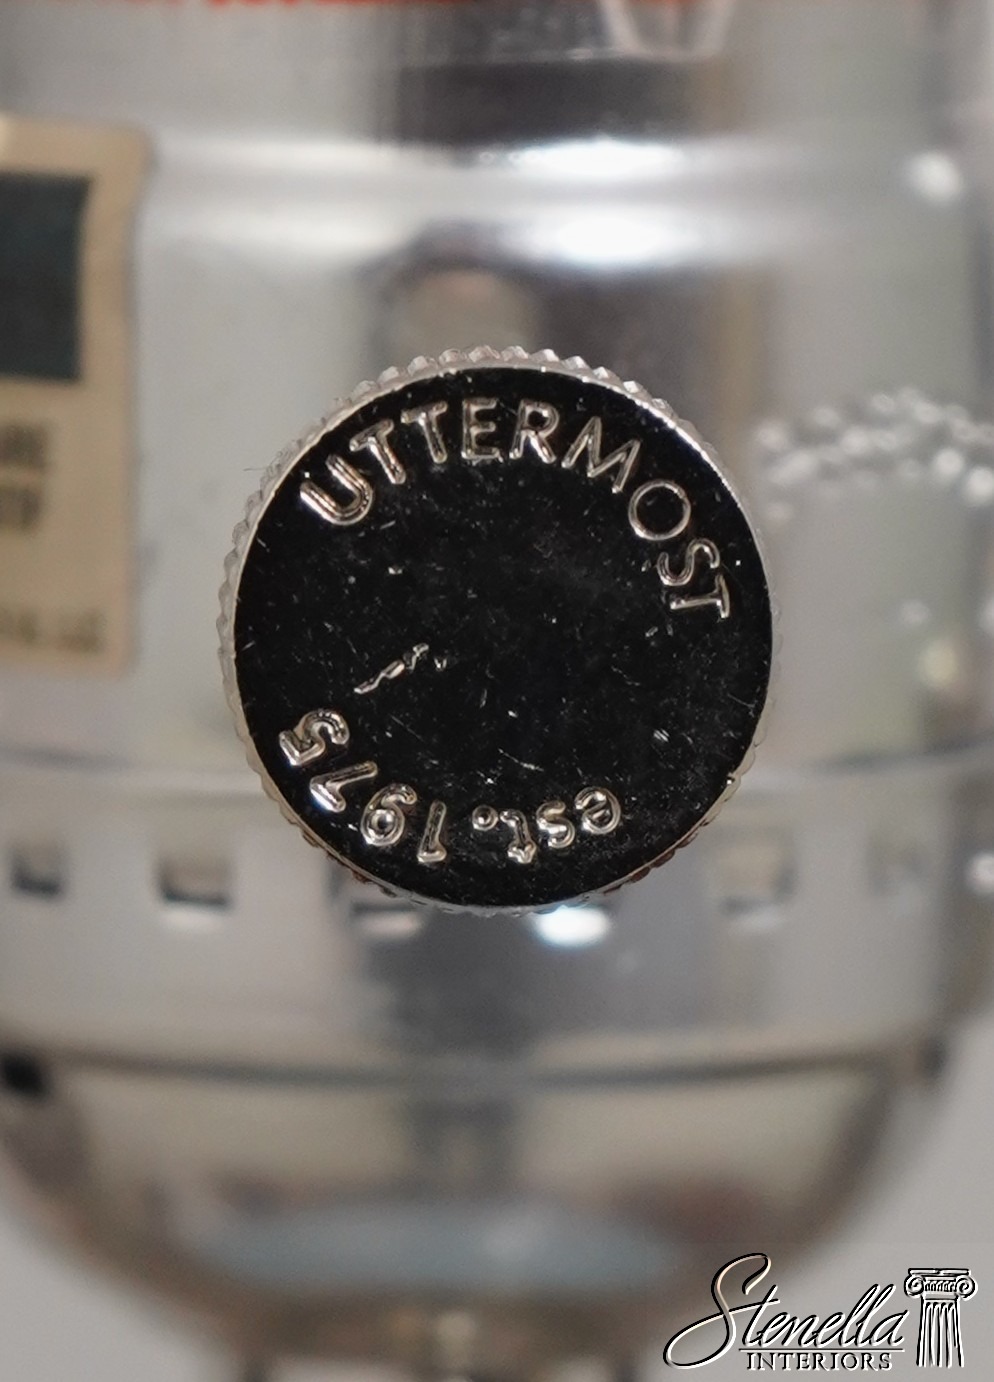 UTTERMOST
est. 1975
Stenella
INTERIORS